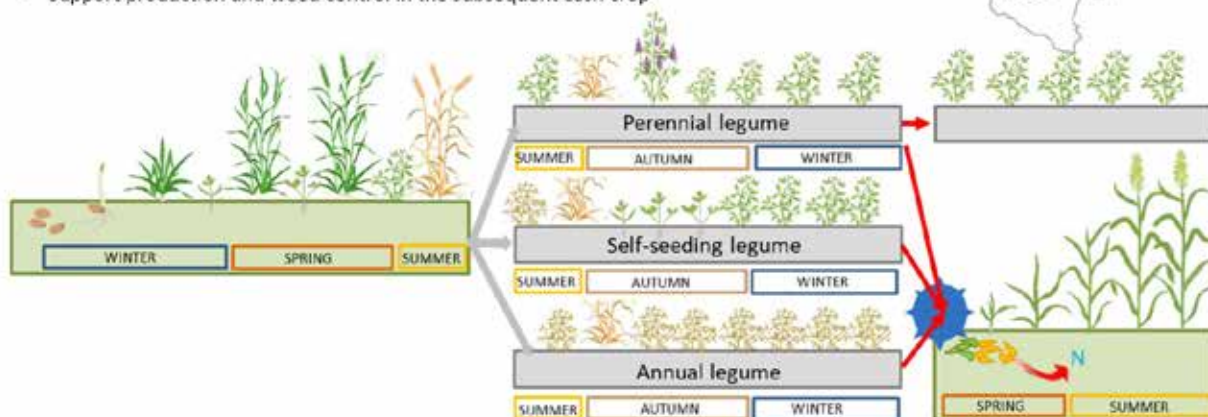 Support production and weed control in the subsequent cash crop
WINTER
SPRING
SUMMER
Perennial legume
SUMMER
AUTUMN
WINTER
Self-seeding legume
SUMMER
AUTUMN
WINTER
Annual legume
SUMMER
AUTUMN
WINTER
N
SPRING
SUMMER